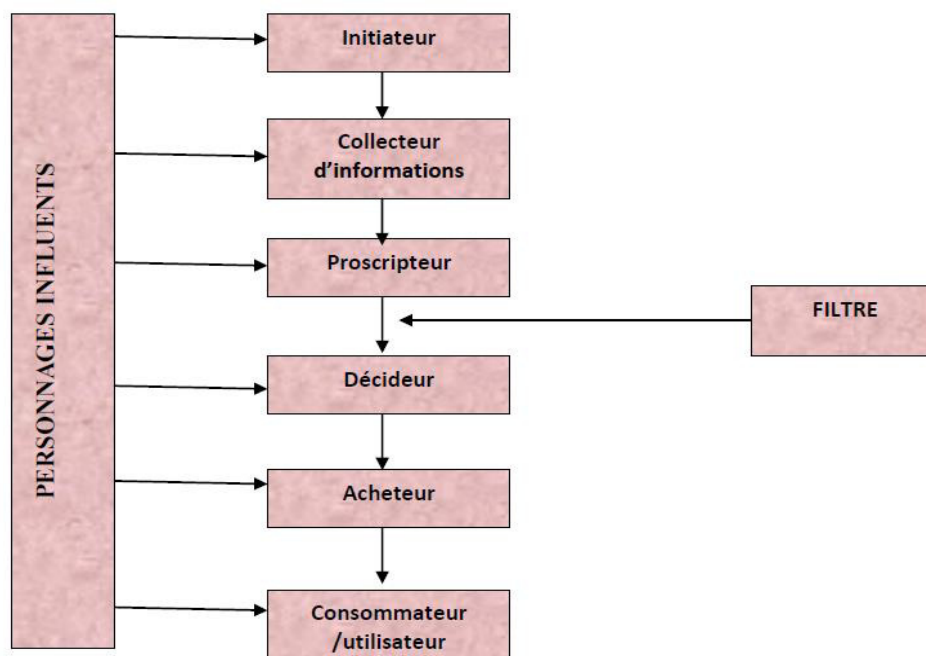 PERSONNAGES INFLUENTS
Initiateur
Collecteur
d'informations
Proscripteur
FILTRE
Décideur
Acheteur
Consommateur
/utilisateur